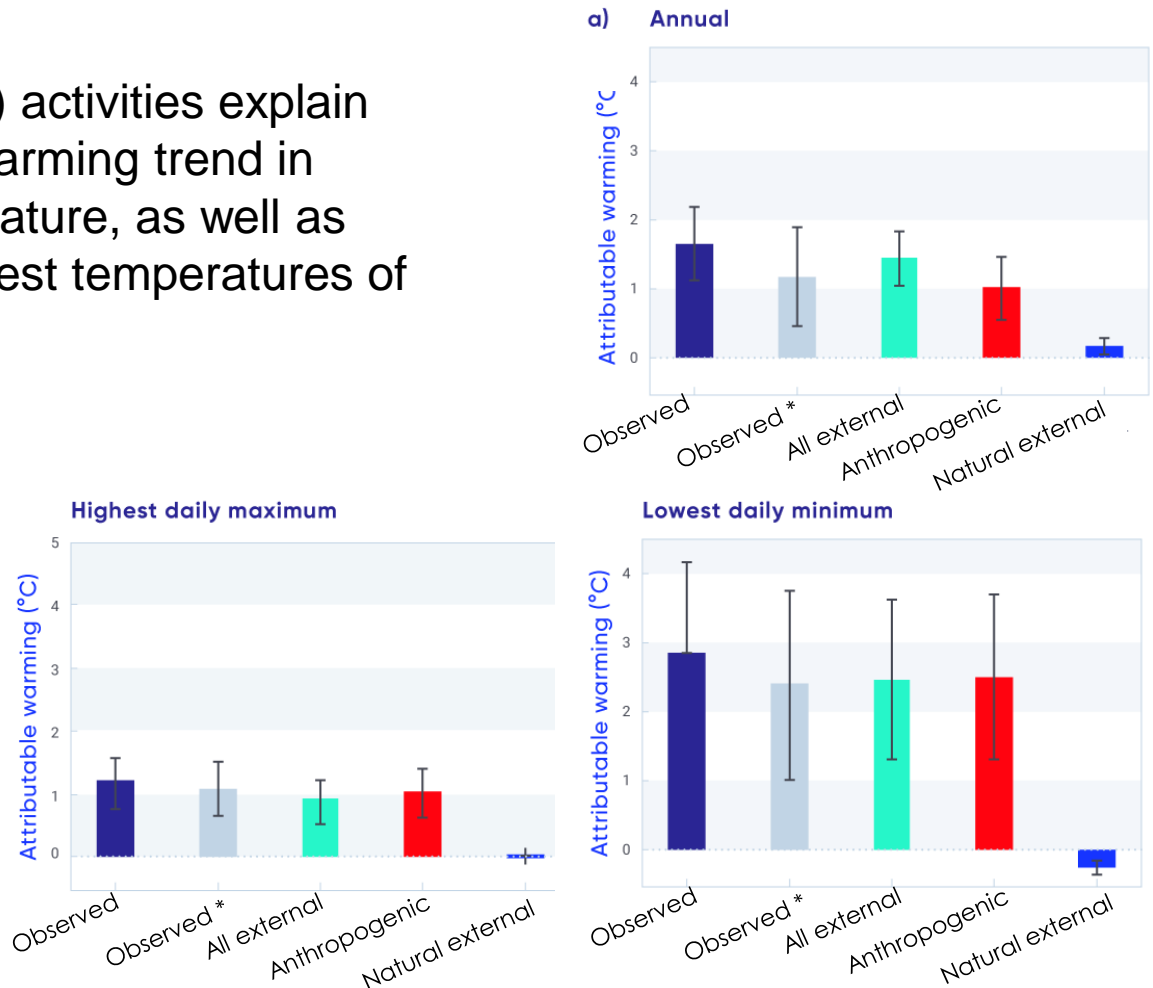 ) activities explain
arming trend in
ature, as well as
est temperatures of
a) Annual
Attributable warming (°C
4
3
2
1
0
Observed
Observed *
All external
Anthropogenic
Natural external
Highest daily maximum
Attributable warming (°C)
5
4
3
2
1
0
Observed
Observed *
All external
Anthropogenic
Natural external
Lowest daily minimum
Attributable warming (°C)
4
3
2
1
0
Observed
Observed *
All external
Anthropogenic
Natural external